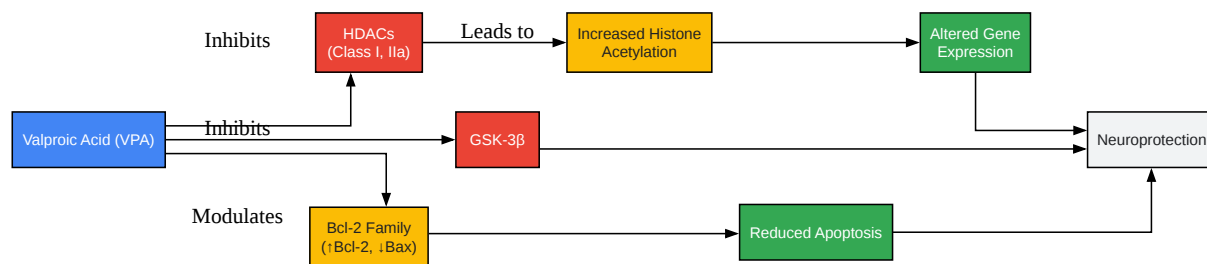 Inhibits
HDACs
(Class I, IIa)
Leads to
Increased Histone
Acetylation
Altered Gene
Expression
Valproic Acid (VPA)
Inhibits
GSK-3β
Neuroprotection
Modulates
Bcl-2 Family
(↑Bcl-2, ↓Bax)
Reduced Apoptosis